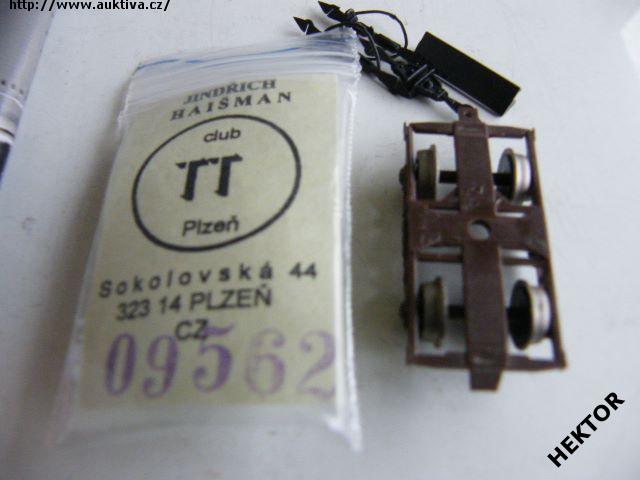 http://www.auktiva.cz/
JINDŘICH
HAIŠMAN
club
TT
Plzeň
Sokolovská 44
323 14 PLZEŇ
CZ
09562
HEKTOR